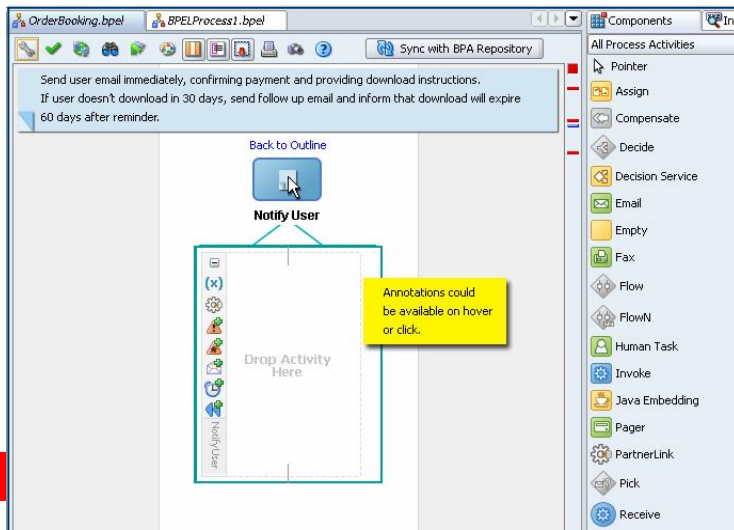 OrderBooking.bpel
BPELProcess1.bpel
Sync with BPA Repository
Send user email immediately, confirming payment and providing download instructions.
If user doesn't download in 30 days, send follow up email and inform that download will expire
60 days after reminder.
Back to Outline
Notify User
(x)
Drop Activity
Here
NotifyUser
Annotations could
be available on hover
or click.
Components
All Process Activities
Pointer
Assign
Compensate
Decide
Decision Service
Email
Empty
Fax
Flow
FlowN
Human Task
Invoke
Java Embedding
Pager
PartnerLink
Pick
Receive